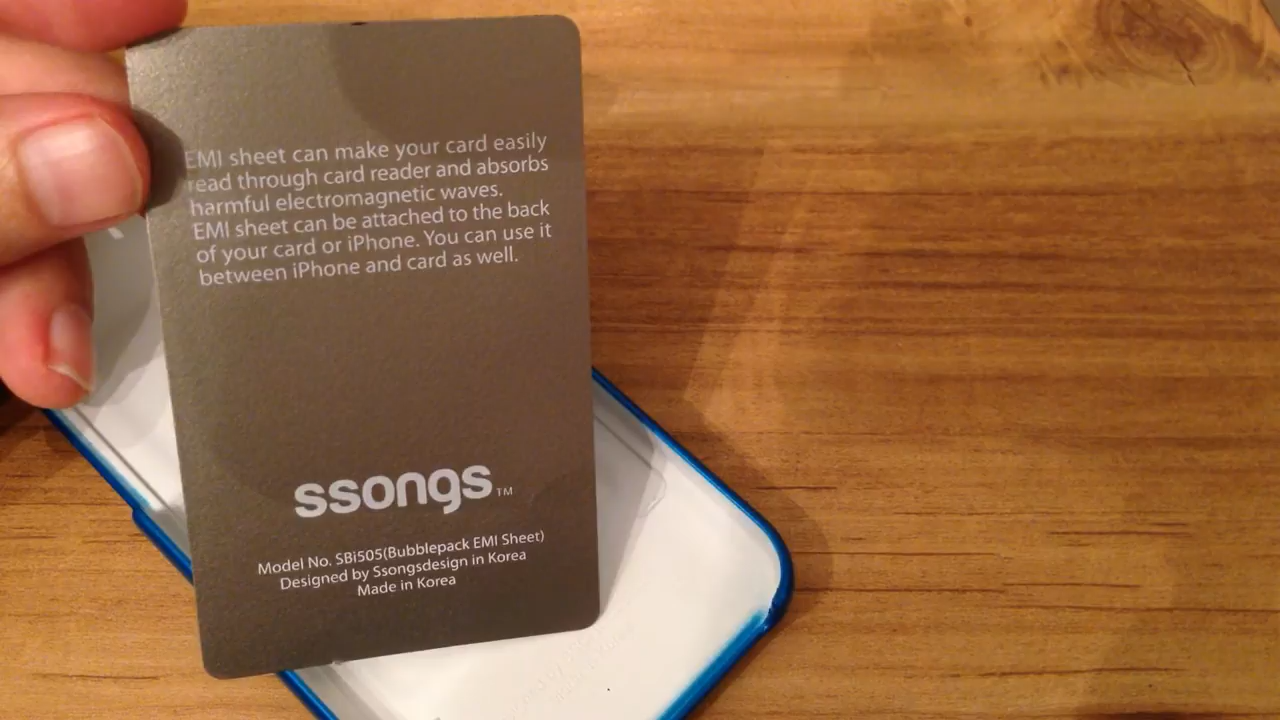 EMI sheet can make your card easily
read through card reader and absorbs
harmful electromagnetic waves.
EMI sheet can be attached to the back
of your card or iPhone. You can use it
between iPhone and card as well.
ssongs TM
Model No. SBi505(Bubblepack EMI Sheet)
Designed by Ssongsdesign in Korea
Made in Korea